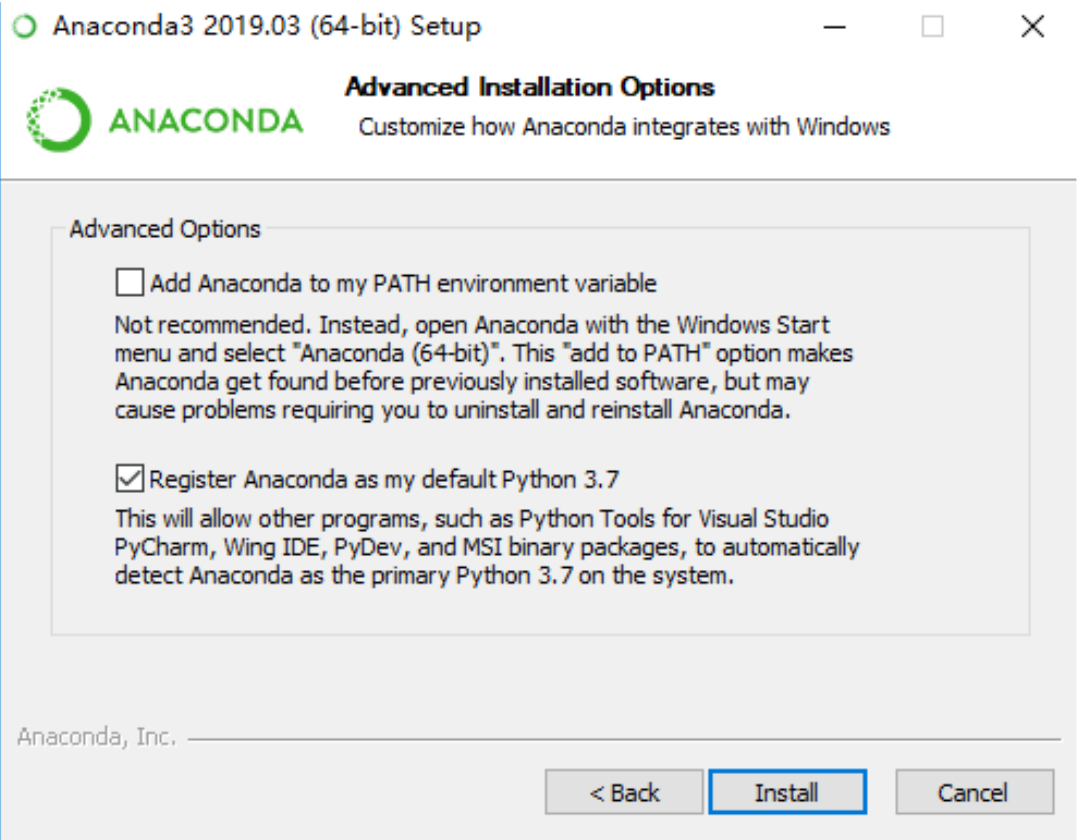 Anaconda3 2019.03 (64-bit) Setup
ANACONDA
Advanced Installation Options
Customize how Anaconda integrates with Windows
Advanced Options
Add Anaconda to my PATH environment variable
Not recommended. Instead, open Anaconda with the Windows Start
menu and select "Anaconda (64-bit)". This "add to PATH" option makes
Anaconda get found before previously installed software, but may
cause problems requiring you to uninstall and reinstall Anaconda.
Register Anaconda as my default Python 3.7
This will allow other programs, such as Python Tools for Visual Studio
PyCharm, Wing IDE, PyDev, and MSI binary packages, to automatically
detect Anaconda as the primary Python 3.7 on the system.
Anaconda, Inc.
< Back
Install
Cancel